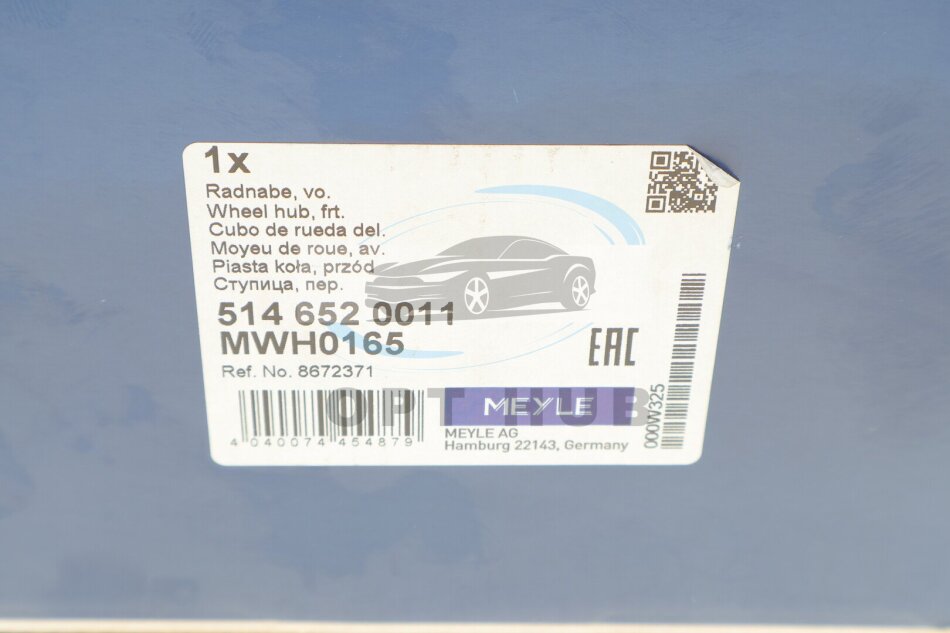 1x
Radnabe, vo.
Wheel hub, frt.
Cubo de rueda del.
Moyeu de roue, av.
Piasta koła, przód
Ступица, пер.
514 652 0011
MWH0165
Ref. No. 8672371
EAC
OPT HUB
MEYLE
4 040074 454879
MEYLE AG
Hamburg 22143, Germany
000W325